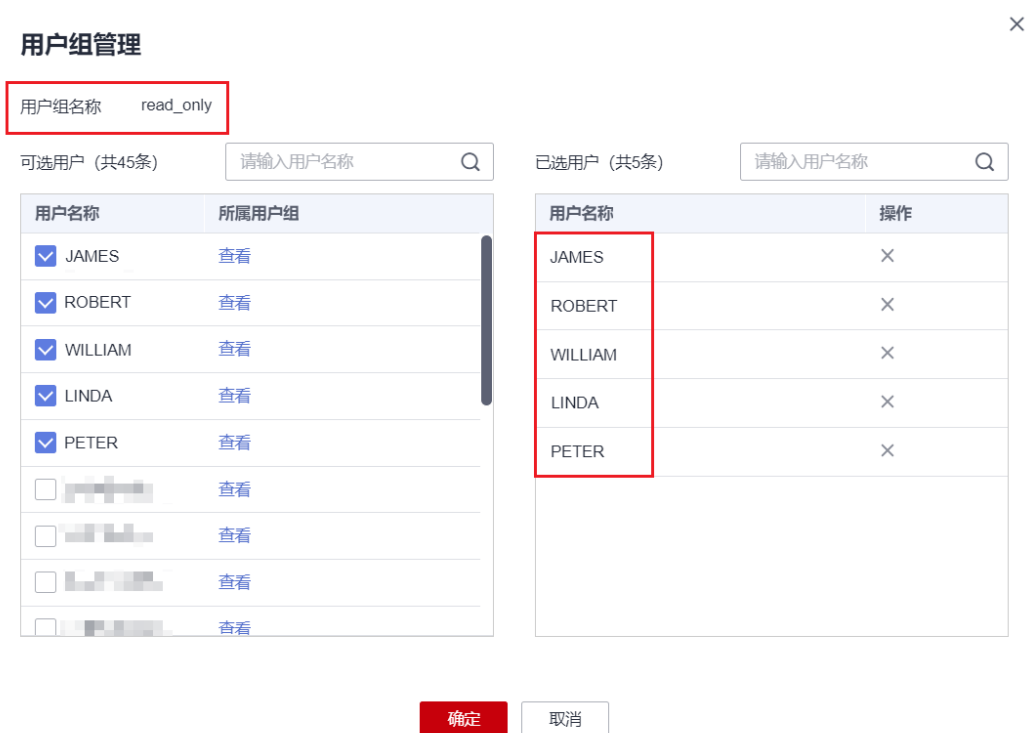 用户组管理
用户组名称 read_only
可选用户（共45条） 请输入用户名称
用户名称 所属用户组
JAMES 查看
ROBERT 查看
WILLIAM 查看
LINDA 查看
PETER 查看
查看
查看
查看
查看
已选用户（共5条） 请输入用户名称
用户名称 操作
JAMES
ROBERT
WILLIAM
LINDA
PETER
确定 取消